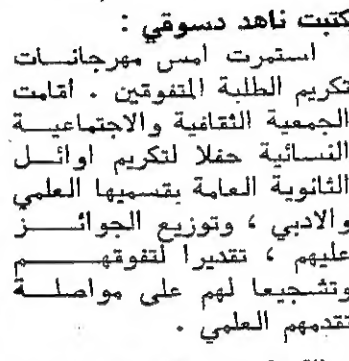 كتبت ناهد دسوقي :
استمرت امس مهرجانات
تكريم الطلبة المتفوقين . أقامت
الجمعية الثقافية والاجتماعية
النسائية حفلا لتكريم اوائل
الثانوية العامة بقسميها العلمي
والادبي ، وتوزيع الجوائز
عليهم ، تقديرا لتفوقهم
وتشجيعا لهم على مواصلة
تقدمهم العلمي .